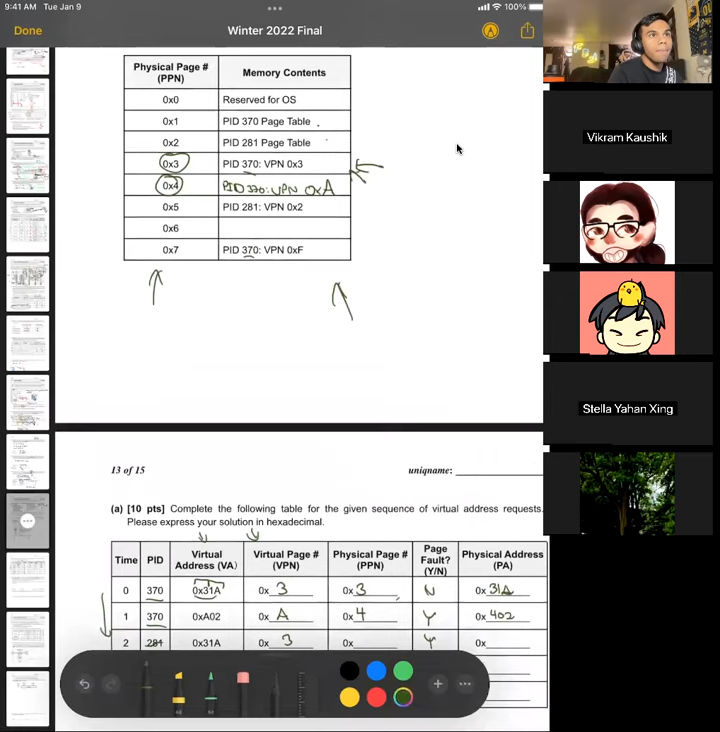 9:41 AM Tue Jan 9
100%
Done
Winter 2022 Final
Physical Page # (PPN)
Memory Contents
0x0 Reserved for OS
0x1 PID 370 Page Table
0x2 PID 281 Page Table
0x3 PID 370: VPN 0x3
0x4 PID 370: VPN 0xA
0x5 PID 281: VPN 0x2
0x6
0x7 PID 370: VPN 0xF
13 of 15
uniqname:
(a) [10 pts] Complete the following table for the given sequence of virtual address requests.
Please express your solution in hexadecimal.
Time PID Virtual Address (VA) Virtual Page # (VPN) Physical Page # (PPN) Page Fault? (Y/N) Physical Address (PA)
0 370 0x31A 0x 3 0x 3 N 0x 31A
1 370 0xA02 0x A 0x 4 Y 0x 402
2 281 0x31A 0x 3 0x Y 0x
Vikram Kaushik
Stella Yahan Xing